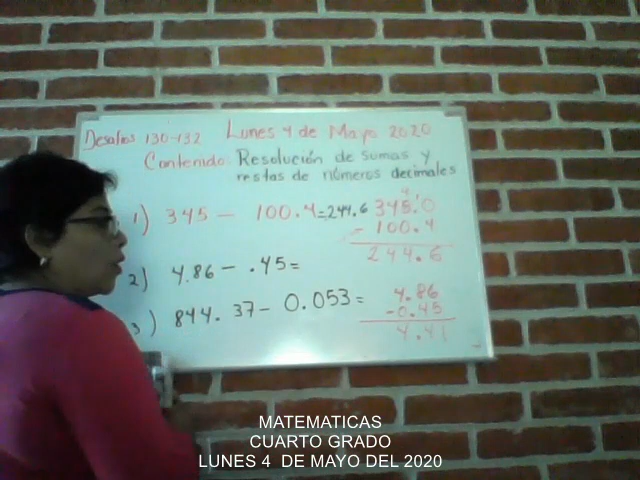 Desafios 130-132 Lunes 4 de Mayo 2020
Contenido: Resolución de sumas y
restas de números decimales
1) 345 - 100.4=244.6
345.0
- 100.4
244.6
2) 4.86 - .45=
4.86
-0.45
4.41
3) 844.37- 0.053=
MATEMATICAS
CUARTO GRADO
LUNES 4 DE MAYO DEL 2020